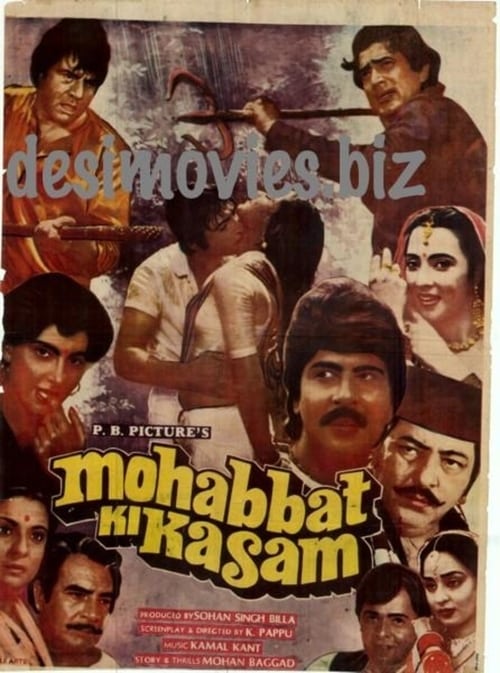 desimovies.biz
P. B. PICTURE'S
mohabbat
KI KASAM
PRODUCED BY SOHAN SINGH BILLA
SCREENPLAY & DIRECTED BY K. PAPPU
MUSIC KAMAL KANT
STORY & THRILLS MOHAN BAGGAD